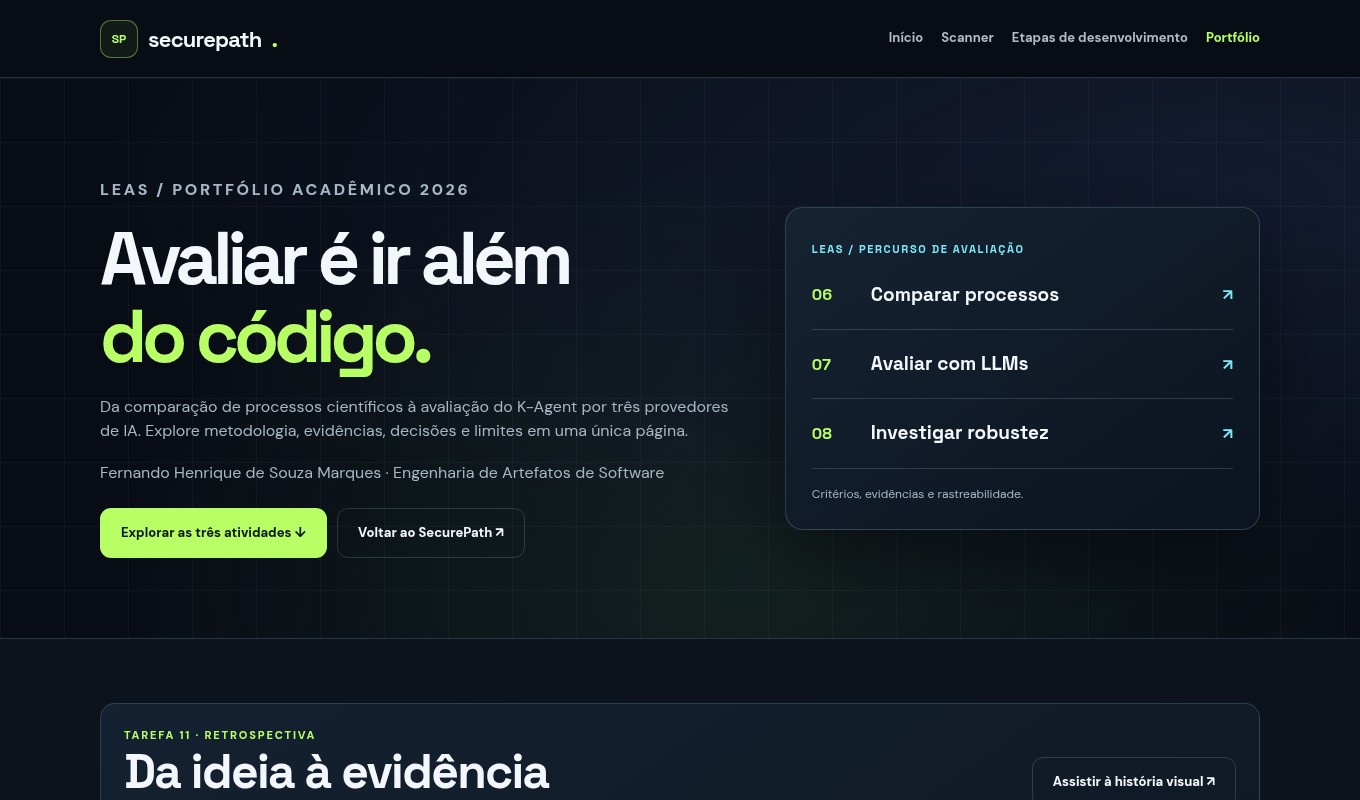 SP
securepath .
Início Scanner Etapas de desenvolvimento Portfólio
LEAS / PORTFÓLIO ACADÊMICO 2026
Avaliar é ir além
do código.
Da comparação de processos científicos à avaliação do K-Agent por três provedores
de IA. Explore metodologia, evidências, decisões e limites em uma única página.
Fernando Henrique de Souza Marques · Engenharia de Artefatos de Software
Explorar as três atividades ↓
Voltar ao SecurePath ↗
LEAS / PERCURSO DE AVALIAÇÃO
06 Comparar processos ↗
07 Avaliar com LLMs ↗
08 Investigar robustez ↗
Critérios, evidências e rastreabilidade.
TAREFA 11 · RETROSPECTIVA
Da ideia à evidência
Assistir à história visual ↗